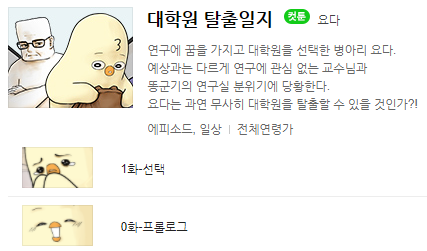 대학원 탈출일지 컷툰 요다
연구에 꿈을 가지고 대학원을 선택한 병아리 요다.
예상과는 다르게 연구에 관심 없는 교수님과
똥군기의 연구실 분위기에 당황한다.
요다는 과연 무사히 대학원을 탈출할 수 있을 것인가?!
에피소드, 일상 | 전체연령가
1화-선택
0화-프롤로그